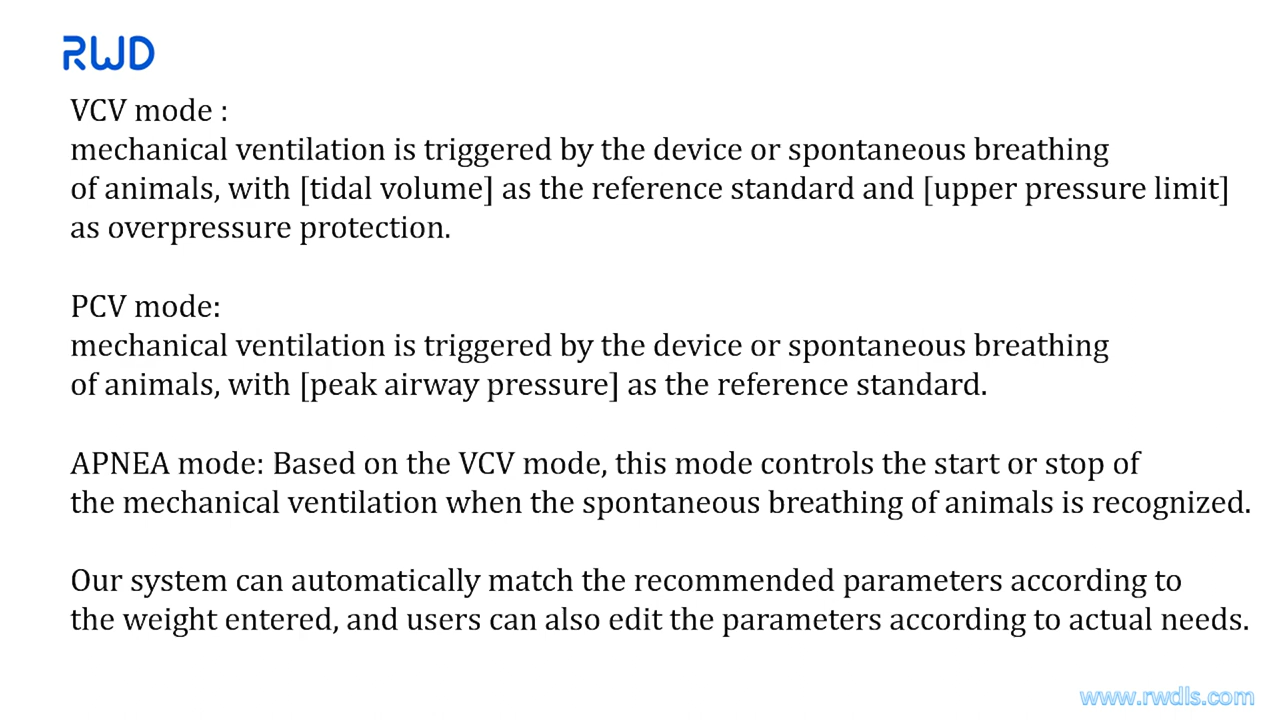 RWD
VCV mode :
mechanical ventilation is triggered by the device or spontaneous breathing
of animals, with [tidal volume] as the reference standard and [upper pressure limit]
as overpressure protection.
PCV mode:
mechanical ventilation is triggered by the device or spontaneous breathing
of animals, with [peak airway pressure] as the reference standard.
APNEA mode: Based on the VCV mode, this mode controls the start or stop of
the mechanical ventilation when the spontaneous breathing of animals is recognized.
Our system can automatically match the recommended parameters according to
the weight entered, and users can also edit the parameters according to actual needs.
www.rwdls.com